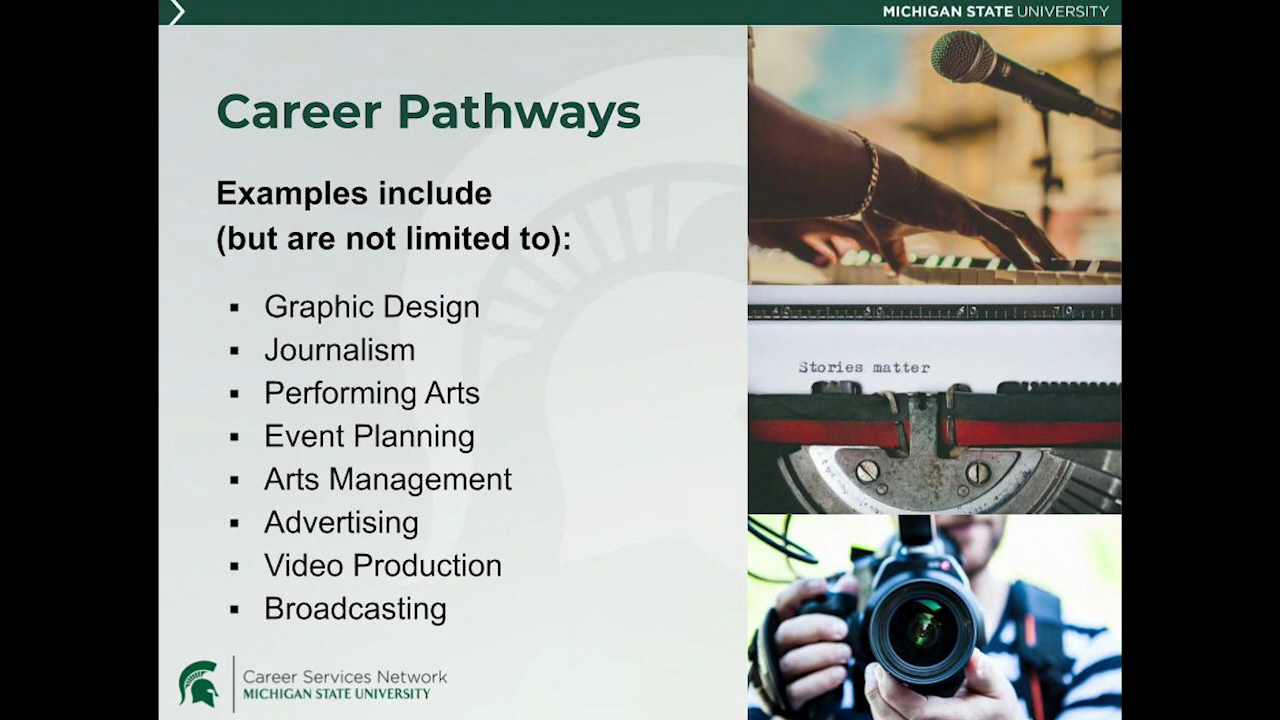 MICHIGAN STATE UNIVERSITY
Career Pathways
Examples include
(but are not limited to):
▪ Graphic Design
▪ Journalism
▪ Performing Arts
▪ Event Planning
▪ Arts Management
▪ Advertising
▪ Video Production
▪ Broadcasting
Stories matter
Career Services Network
MICHIGAN STATE UNIVERSITY